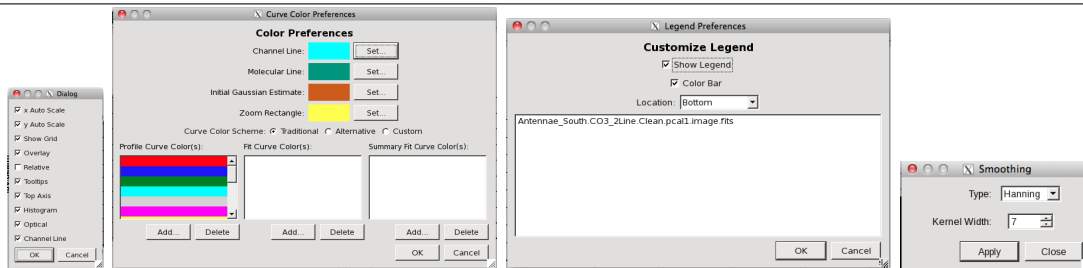 Dialog
x Auto Scale
y Auto Scale
Show Grid
Overlay
Relative
Tooltips
Top Axis
Histogram
Optical
Channel Line
OK Cancel
Curve Color Preferences
Color Preferences
Channel Line: Set...
Molecular Line: Set...
Initial Gaussian Estimate: Set...
Zoom Rectangle: Set...
Curve Color Scheme: Traditional Alternative Custom
Profile Curve Color(s): Fit Curve Color(s): Summary Fit Curve Color(s):
Add... Delete Add... Delete Add... Delete
OK Cancel
Legend Preferences
Customize Legend
Show Legend
Color Bar
Location: Bottom
Antennae_South.CO3_2Line.Clean.pcal1.image.fits
OK Cancel
Smoothing
Type: Hanning
Kernel Width: 7
Apply Close